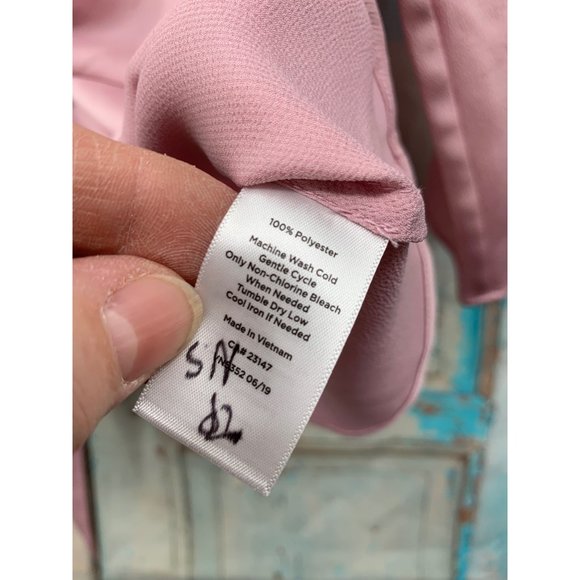 100% Polyester
Machine Wash Cold
Gentle Cycle
Only Non-Chlorine Bleach
When Needed
Tumble Dry Low
Cool Iron If Needed
Made in Vietnam
CA# 23147
06/19
SN